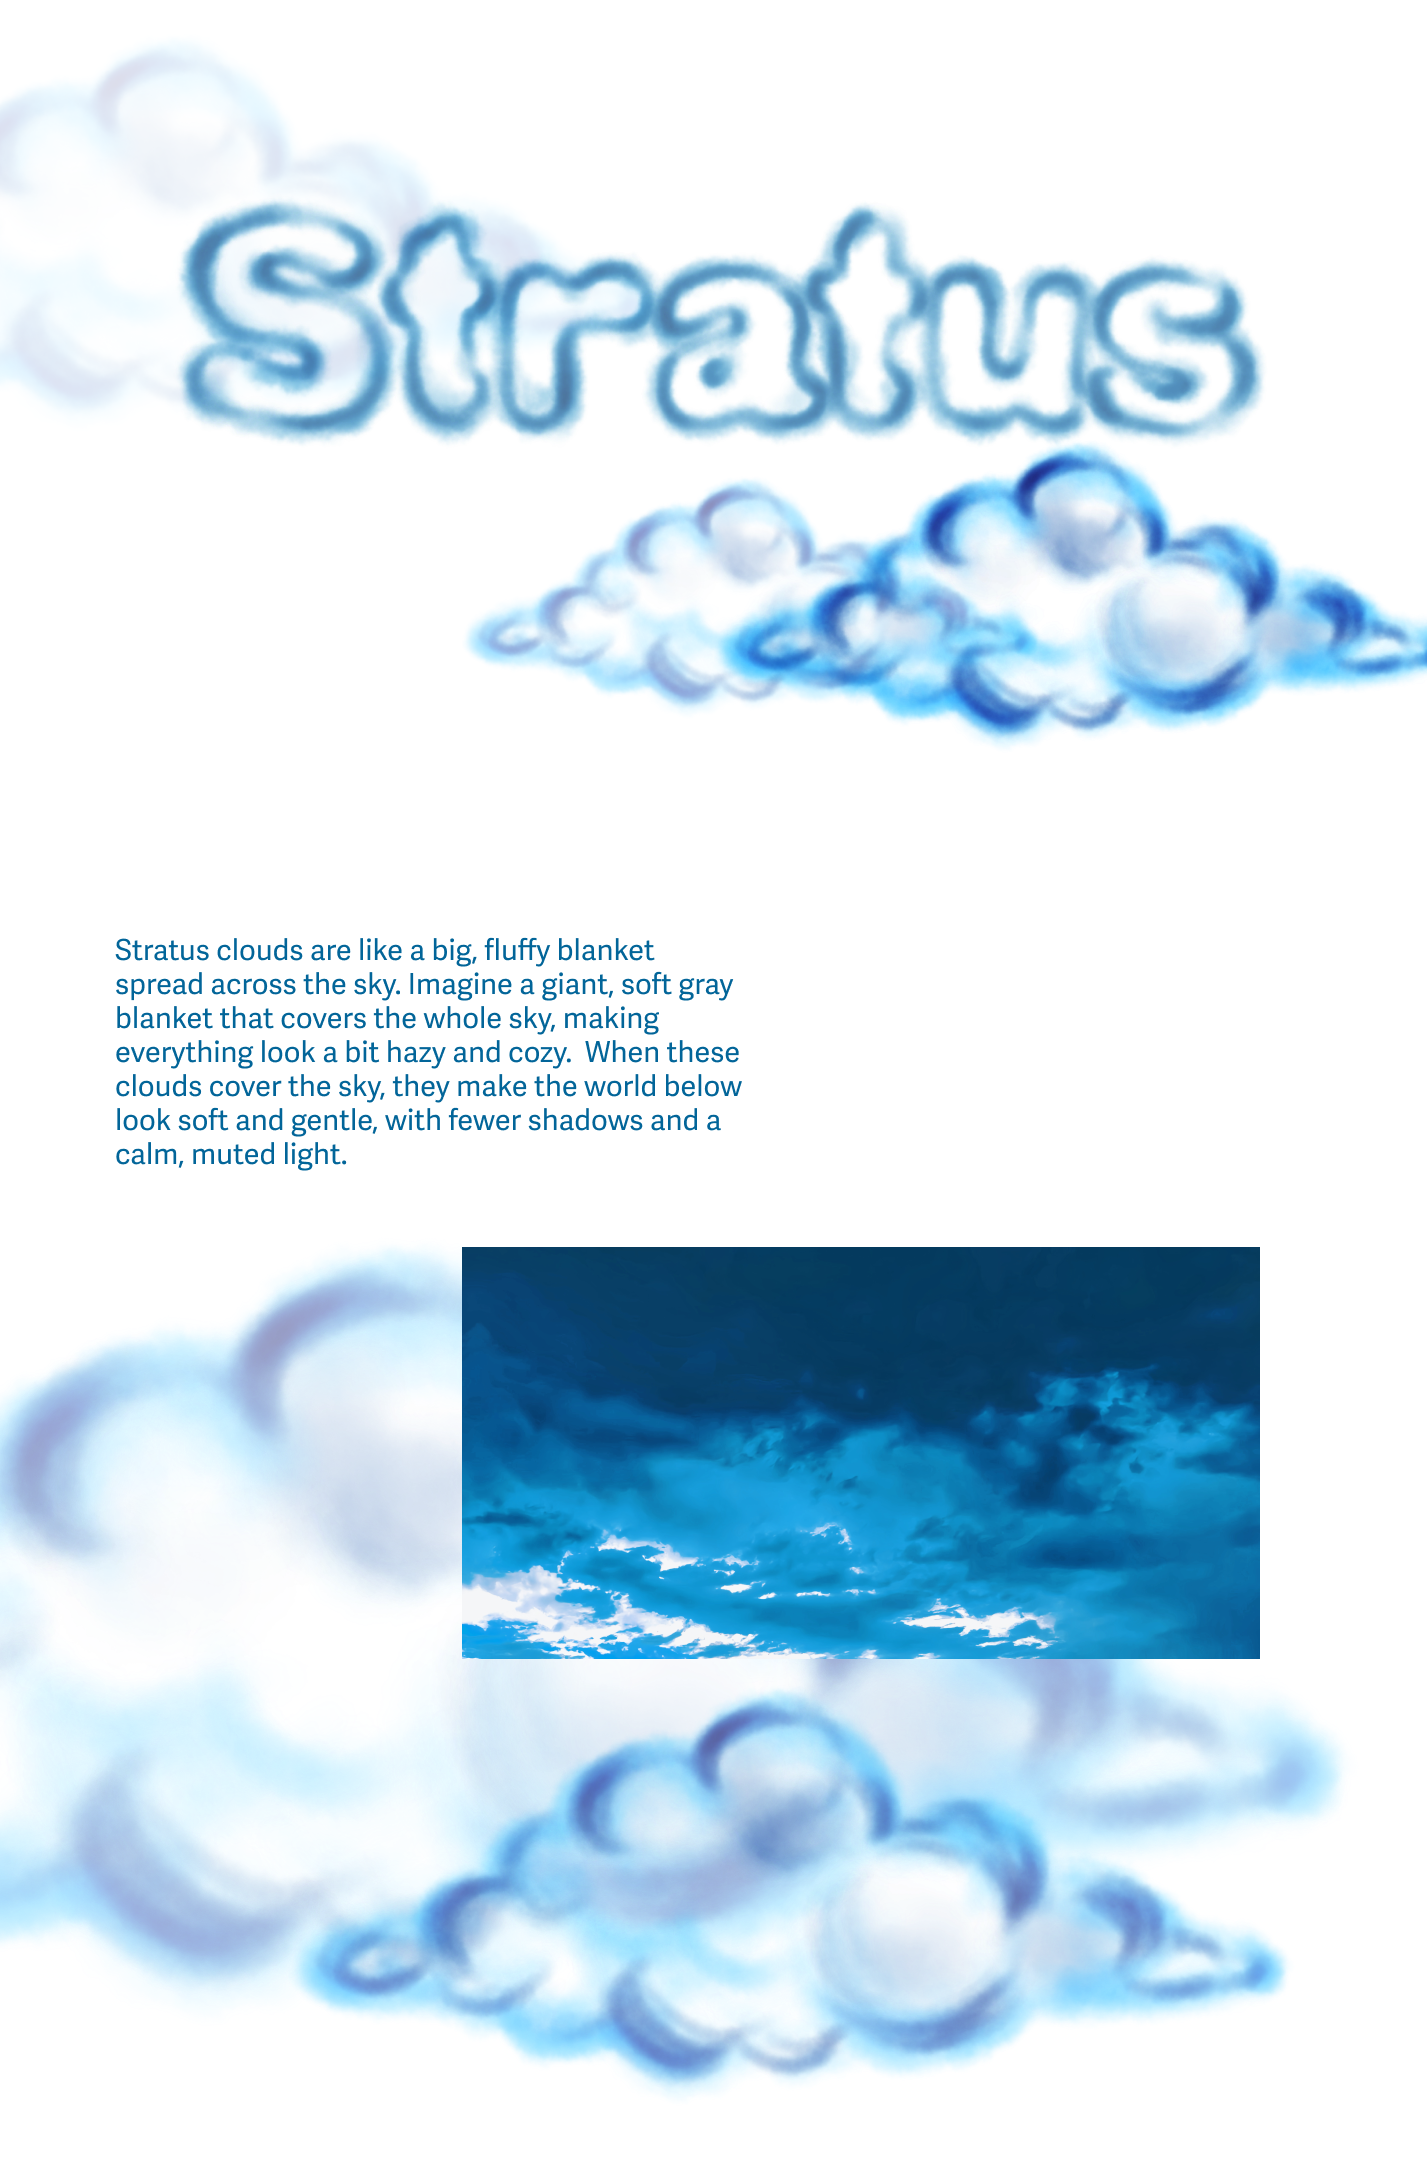 Stratus
Stratus clouds are like a big, fluffy blanket
spread across the sky. Imagine a giant, soft gray
blanket that covers the whole sky, making
everything look a bit hazy and cozy.  When these
clouds cover the sky, they make the world below
look soft and gentle, with fewer shadows and a
calm, muted light.